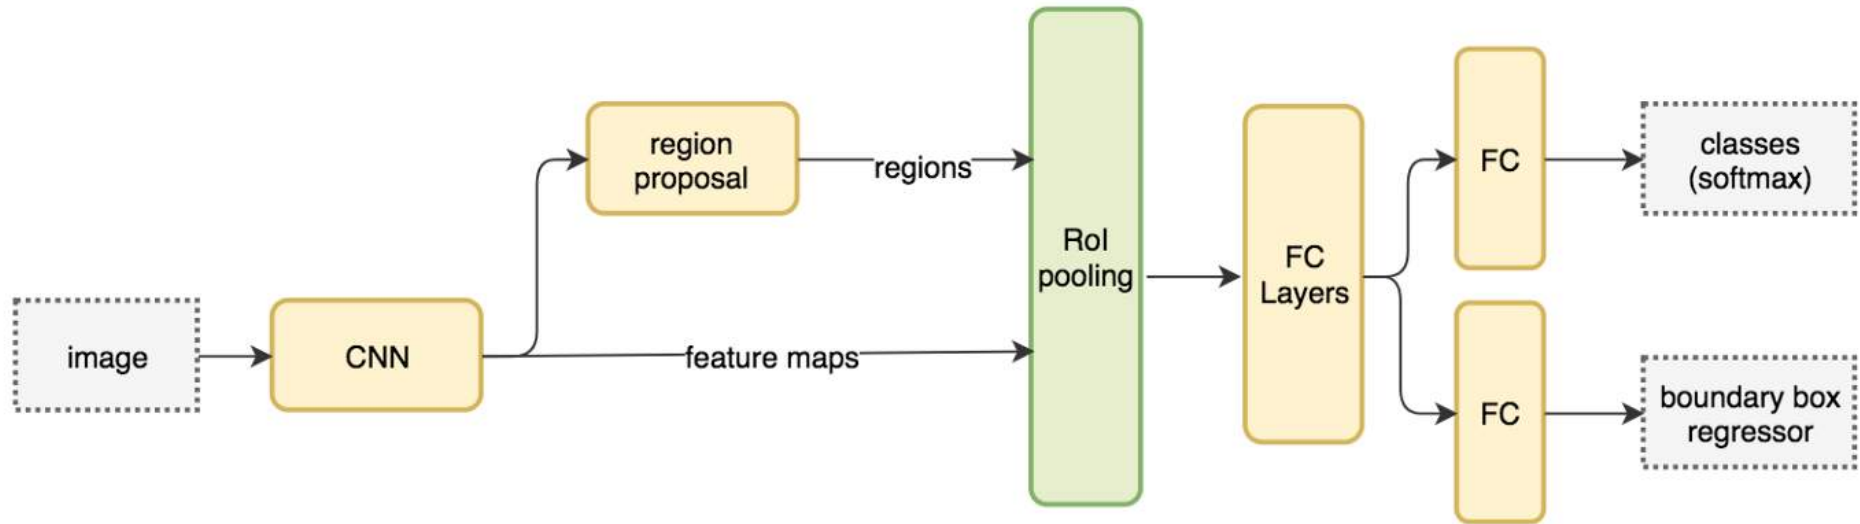 image
CNN
region
proposal
regions
feature maps
RoI
pooling
FC
Layers
FC
classes
(softmax)
FC
boundary box
regressor